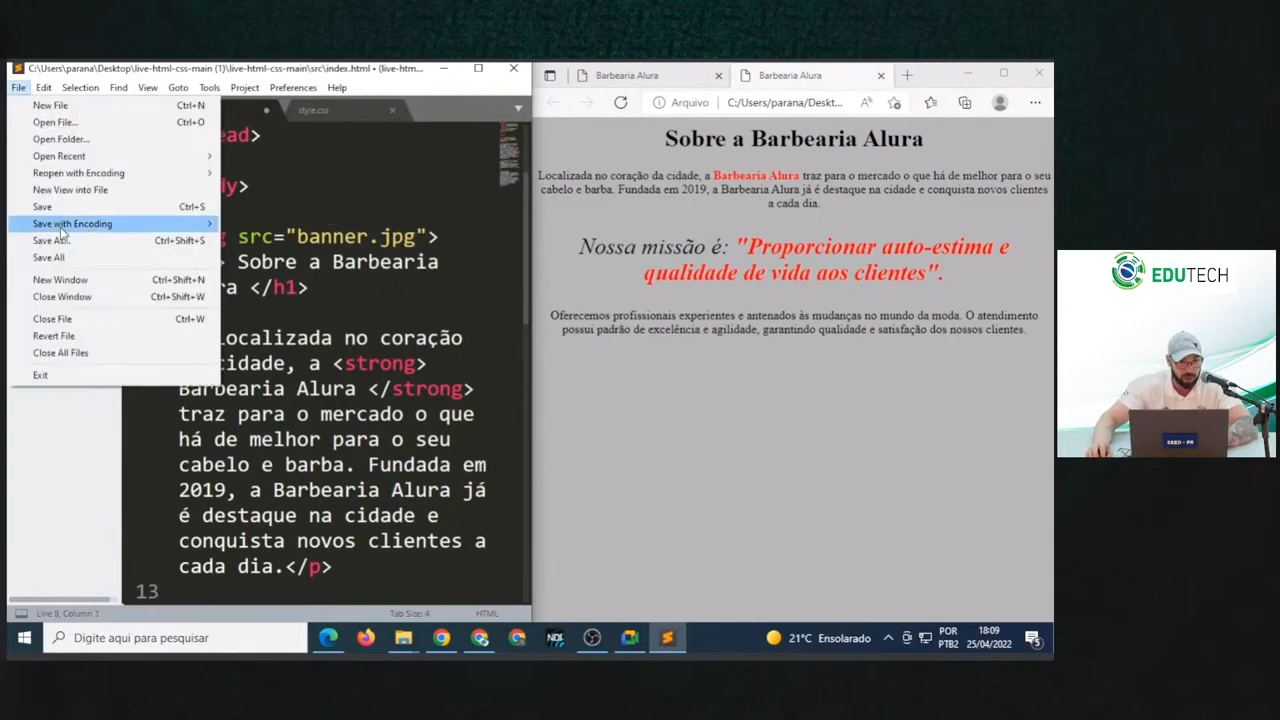 C:\Users\parana\Desktop\live-html-css-main (1)\live-html-css-main\src\index.html • (live-htm...
File Edit Selection Find View Goto Tools Project Preferences Help
New File Ctrl+N
Open File... Ctrl+O
Open Folder...
Open Recent
Reopen with Encoding
New View into File
Save Ctrl+S
Save with Encoding
Save As... Ctrl+Shift+S
Save All
New Window Ctrl+Shift+N
Close Window Ctrl+Shift+W
Close File Ctrl+W
Revert File
Close All Files
Exit
style.css
ead>
ly>
g src="banner.jpg">
> Sobre a Barbearia
ra </h1>
ocalizada no coração
cidade, a <strong>
Barbearia Alura </strong>
traz para o mercado o que
há de melhor para o seu
cabelo e barba. Fundada em
2019, a Barbearia Alura já
é destaque na cidade e
conquista novos clientes a
cada dia.</p>
13
Line 8, Column 1 Tab Size: 4 HTML
Barbearia Alura
Barbearia Alura
Arquivo C:/Users/parana/Deskt...
Sobre a Barbearia Alura
Localizada no coração da cidade, a Barbearia Alura traz para o mercado o que há de melhor para o seu
cabelo e barba. Fundada em 2019, a Barbearia Alura já é destaque na cidade e conquista novos clientes
a cada dia.
Nossa missão é: "Proporcionar auto-estima e
qualidade de vida aos clientes".
Oferecemos profissionais experientes e antenados às mudanças no mundo da moda. O atendimento
possui padrão de excelência e agilidade, garantindo qualidade e satisfação dos nossos clientes.
EDUTECH
SEED - PR
Digite aqui para pesquisar
NDI
21°C Ensolarado
POR
PTB2
18:09
25/04/2022
5